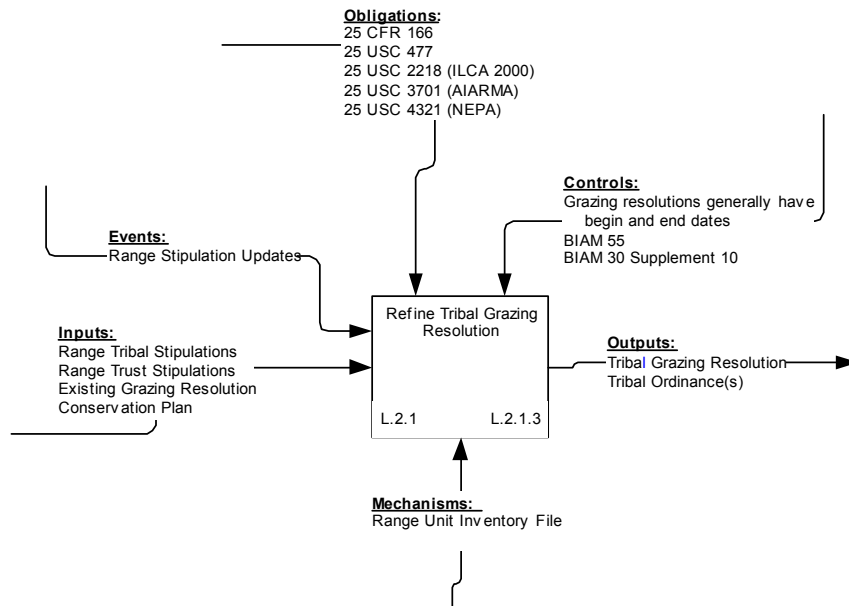 Obligations:
25 CFR 166
25 USC 477
25 USC 2218 (ILCA 2000)
25 USC 3701 (AIARMA)
25 USC 4321 (NEPA)
Controls:
Grazing resolutions generally have
begin and end dates
BIAM 55
BIAM 30 Supplement 10
Events:
Range Stipulation Updates
Inputs:
Range Tribal Stipulations
Range Trust Stipulations
Existing Grazing Resolution
Conservation Plan
Refine Tribal Grazing
Resolution
L.2.1 L.2.1.3
Outputs:
Tribal Grazing Resolution
Tribal Ordinance(s)
Mechanisms:
Range Unit Inventory File